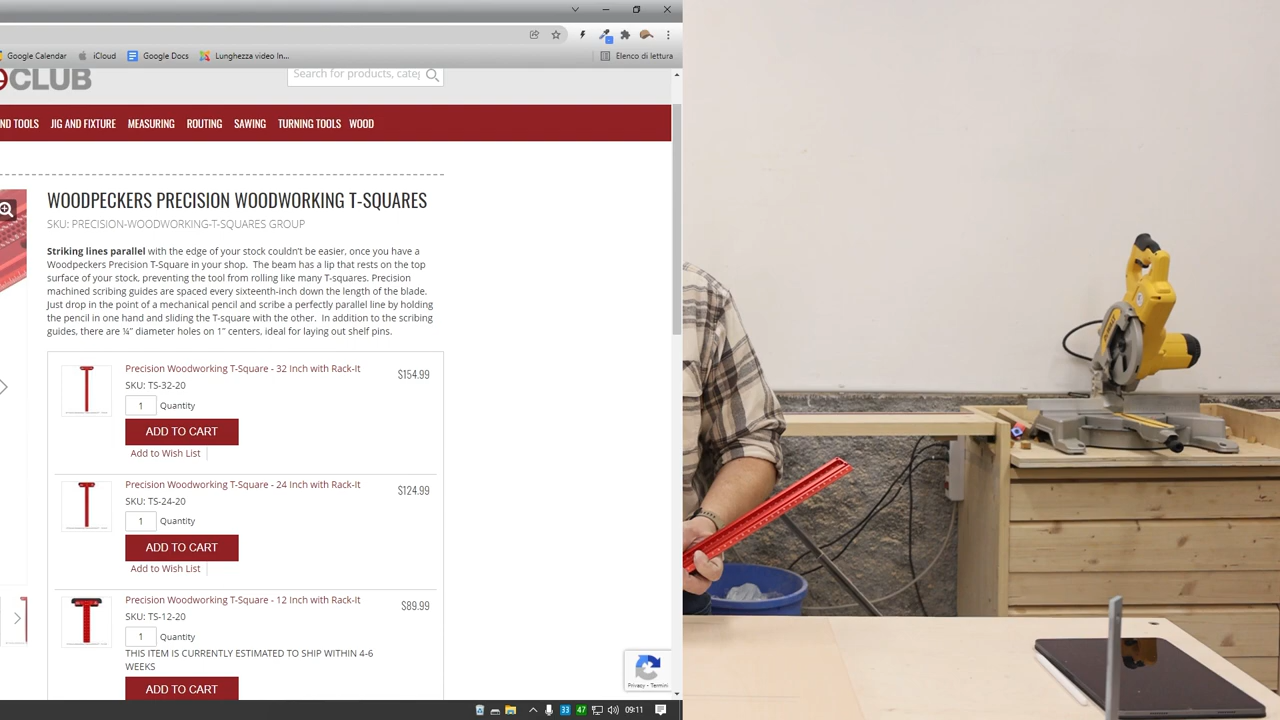 Google Calendar
iCloud
Google Docs
Lunghezza video In...
Elenco di lettura
CLUB
Search for products, categ
ND TOOLS
JIG AND FIXTURE
MEASURING
ROUTING
SAWING
TURNING TOOLS
WOOD
WOODPECKERS PRECISION WOODWORKING T-SQUARES
SKU: PRECISION-WOODWORKING-T-SQUARES GROUP
Striking lines parallel with the edge of your stock couldn't be easier, once you have a
Woodpeckers Precision T-Square in your shop. The beam has a lip that rests on the top
surface of your stock, preventing the tool from rolling like many T-squares. Precision
machined scribing guides are spaced every sixteenth-inch down the length of the blade.
Just drop in the point of a mechanical pencil and scribe a perfectly parallel line by holding
the pencil in one hand and sliding the T-square with the other. In addition to the scribing
guides, there are ¼" diameter holes on 1" centers, ideal for laying out shelf pins.
Precision Woodworking T-Square - 32 Inch with Rack-It
$154.99
SKU: TS-32-20
1 Quantity
ADD TO CART
Add to Wish List
Precision Woodworking T-Square - 24 Inch with Rack-It
$124.99
SKU: TS-24-20
1 Quantity
ADD TO CART
Add to Wish List
Precision Woodworking T-Square - 12 Inch with Rack-It
$89.99
SKU: TS-12-20
1 Quantity
THIS ITEM IS CURRENTLY ESTIMATED TO SHIP WITHIN 4-6
WEEKS
ADD TO CART
Privacy - Termini
33
47
09:11